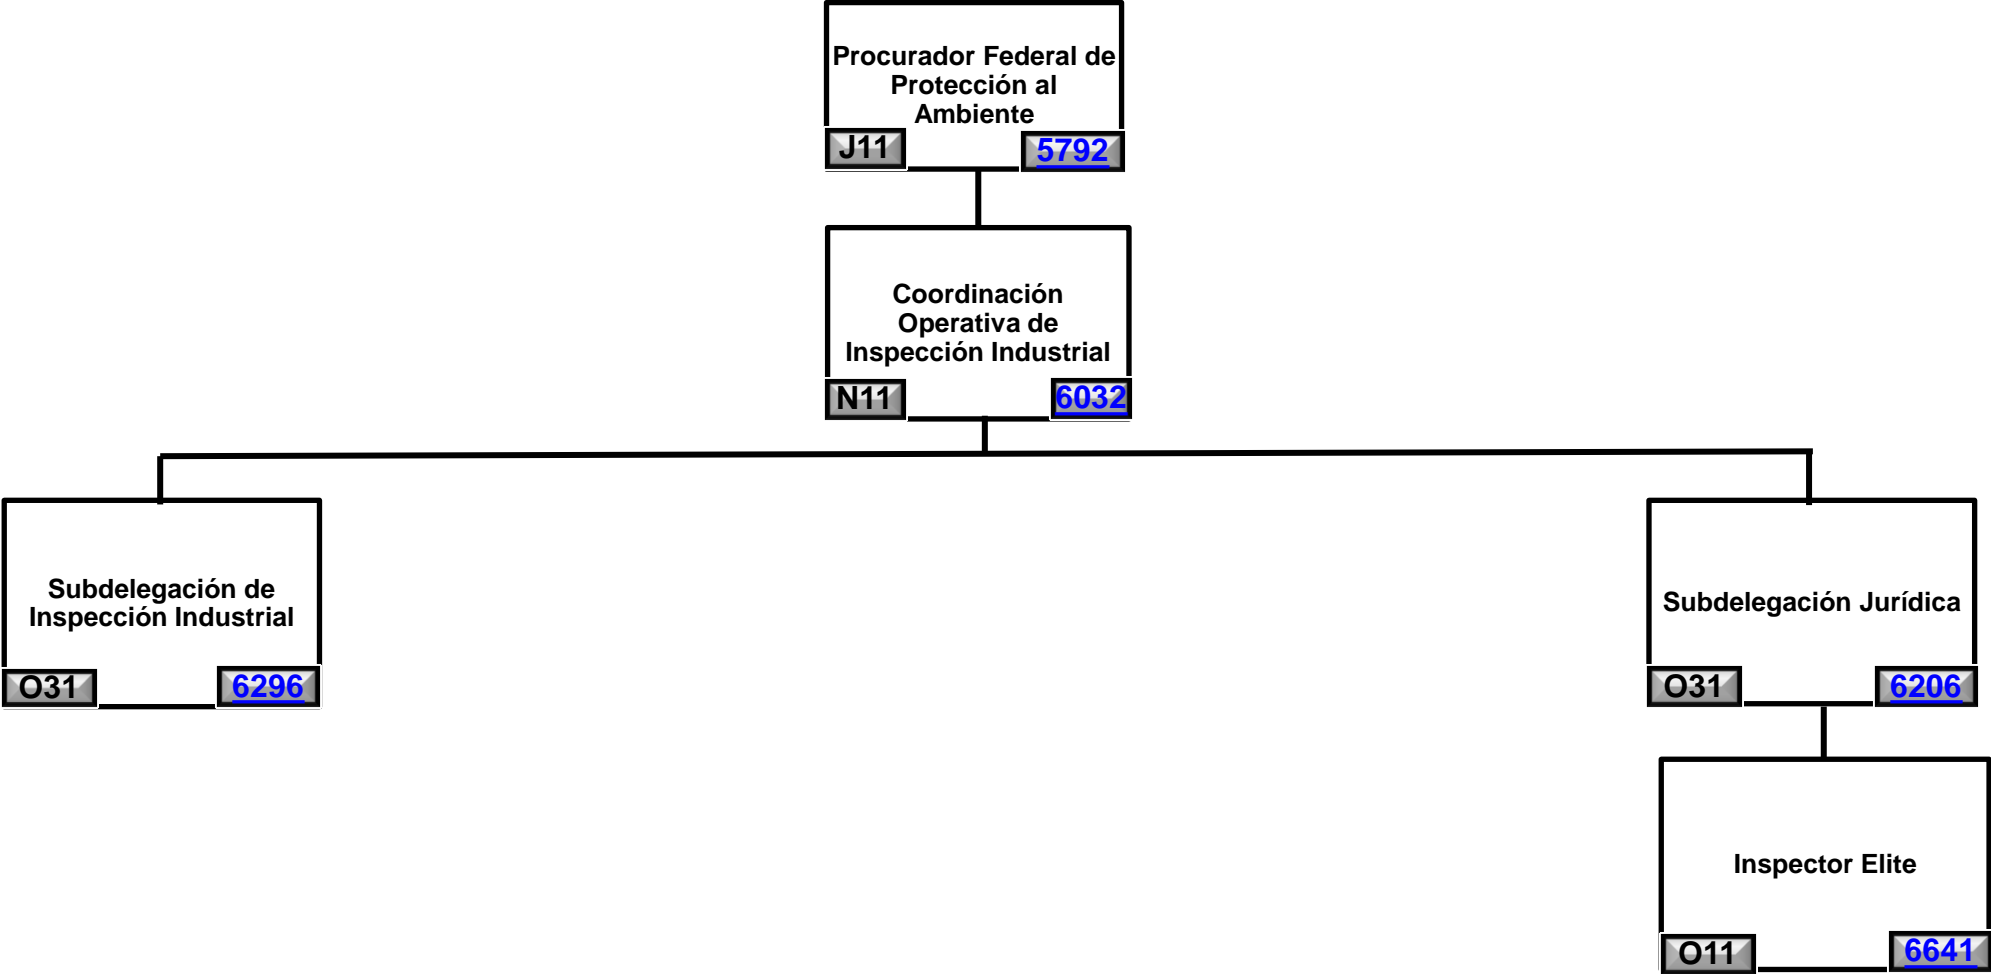 Procurador Federal de
Protección al
Ambiente
J11 5792
Coordinación
Operativa de
Inspección Industrial
N11 6032
Subdelegación de
Inspección Industrial
O31 6296
Subdelegación Jurídica
O31 6206
Inspector Elite
O11 6641